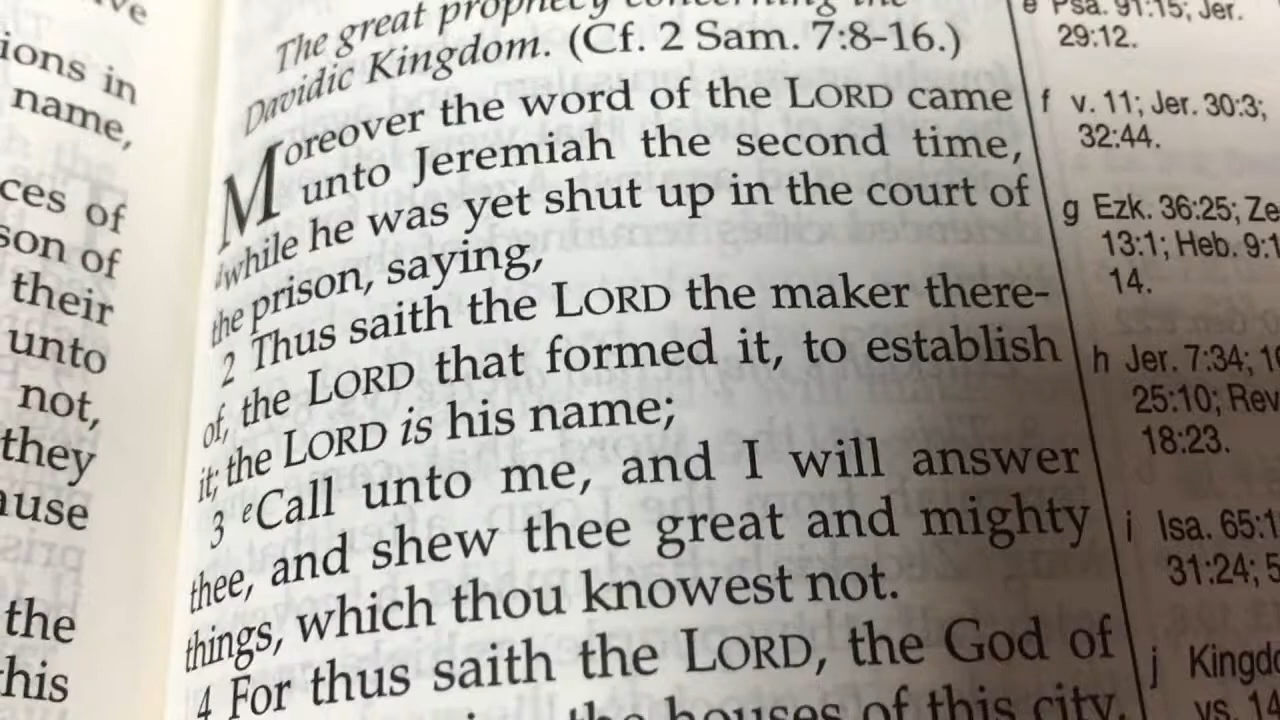 ions in
name,
ces of
son of
their
unto
not,
they
the
his
The great prophecy concerning the
Davidic Kingdom. (Cf. 2 Sam. 7:8-16.)
Moreover the word of the LORD came
unto Jeremiah the second time,
while he was yet shut up in the court of
the prison, saying,
2 Thus saith the LORD the maker there-
of, the LORD that formed it, to establish
it; the LORD is his name;
3 eCall unto me, and I will answer
thee, and shew thee great and mighty
things, which thou knowest not.
4 For thus saith the LORD, the God of
the houses of this city,
e Psa. 91:15; Jer.
29:12.
f v. 11; Jer. 30:3;
32:44.
g Ezk. 36:25; Ze
13:1; Heb. 9:1
14.
h Jer. 7:34; 1
25:10; Rev
18:23.
i Isa. 65:1
31:24; 5
j Kingd
vs. 14